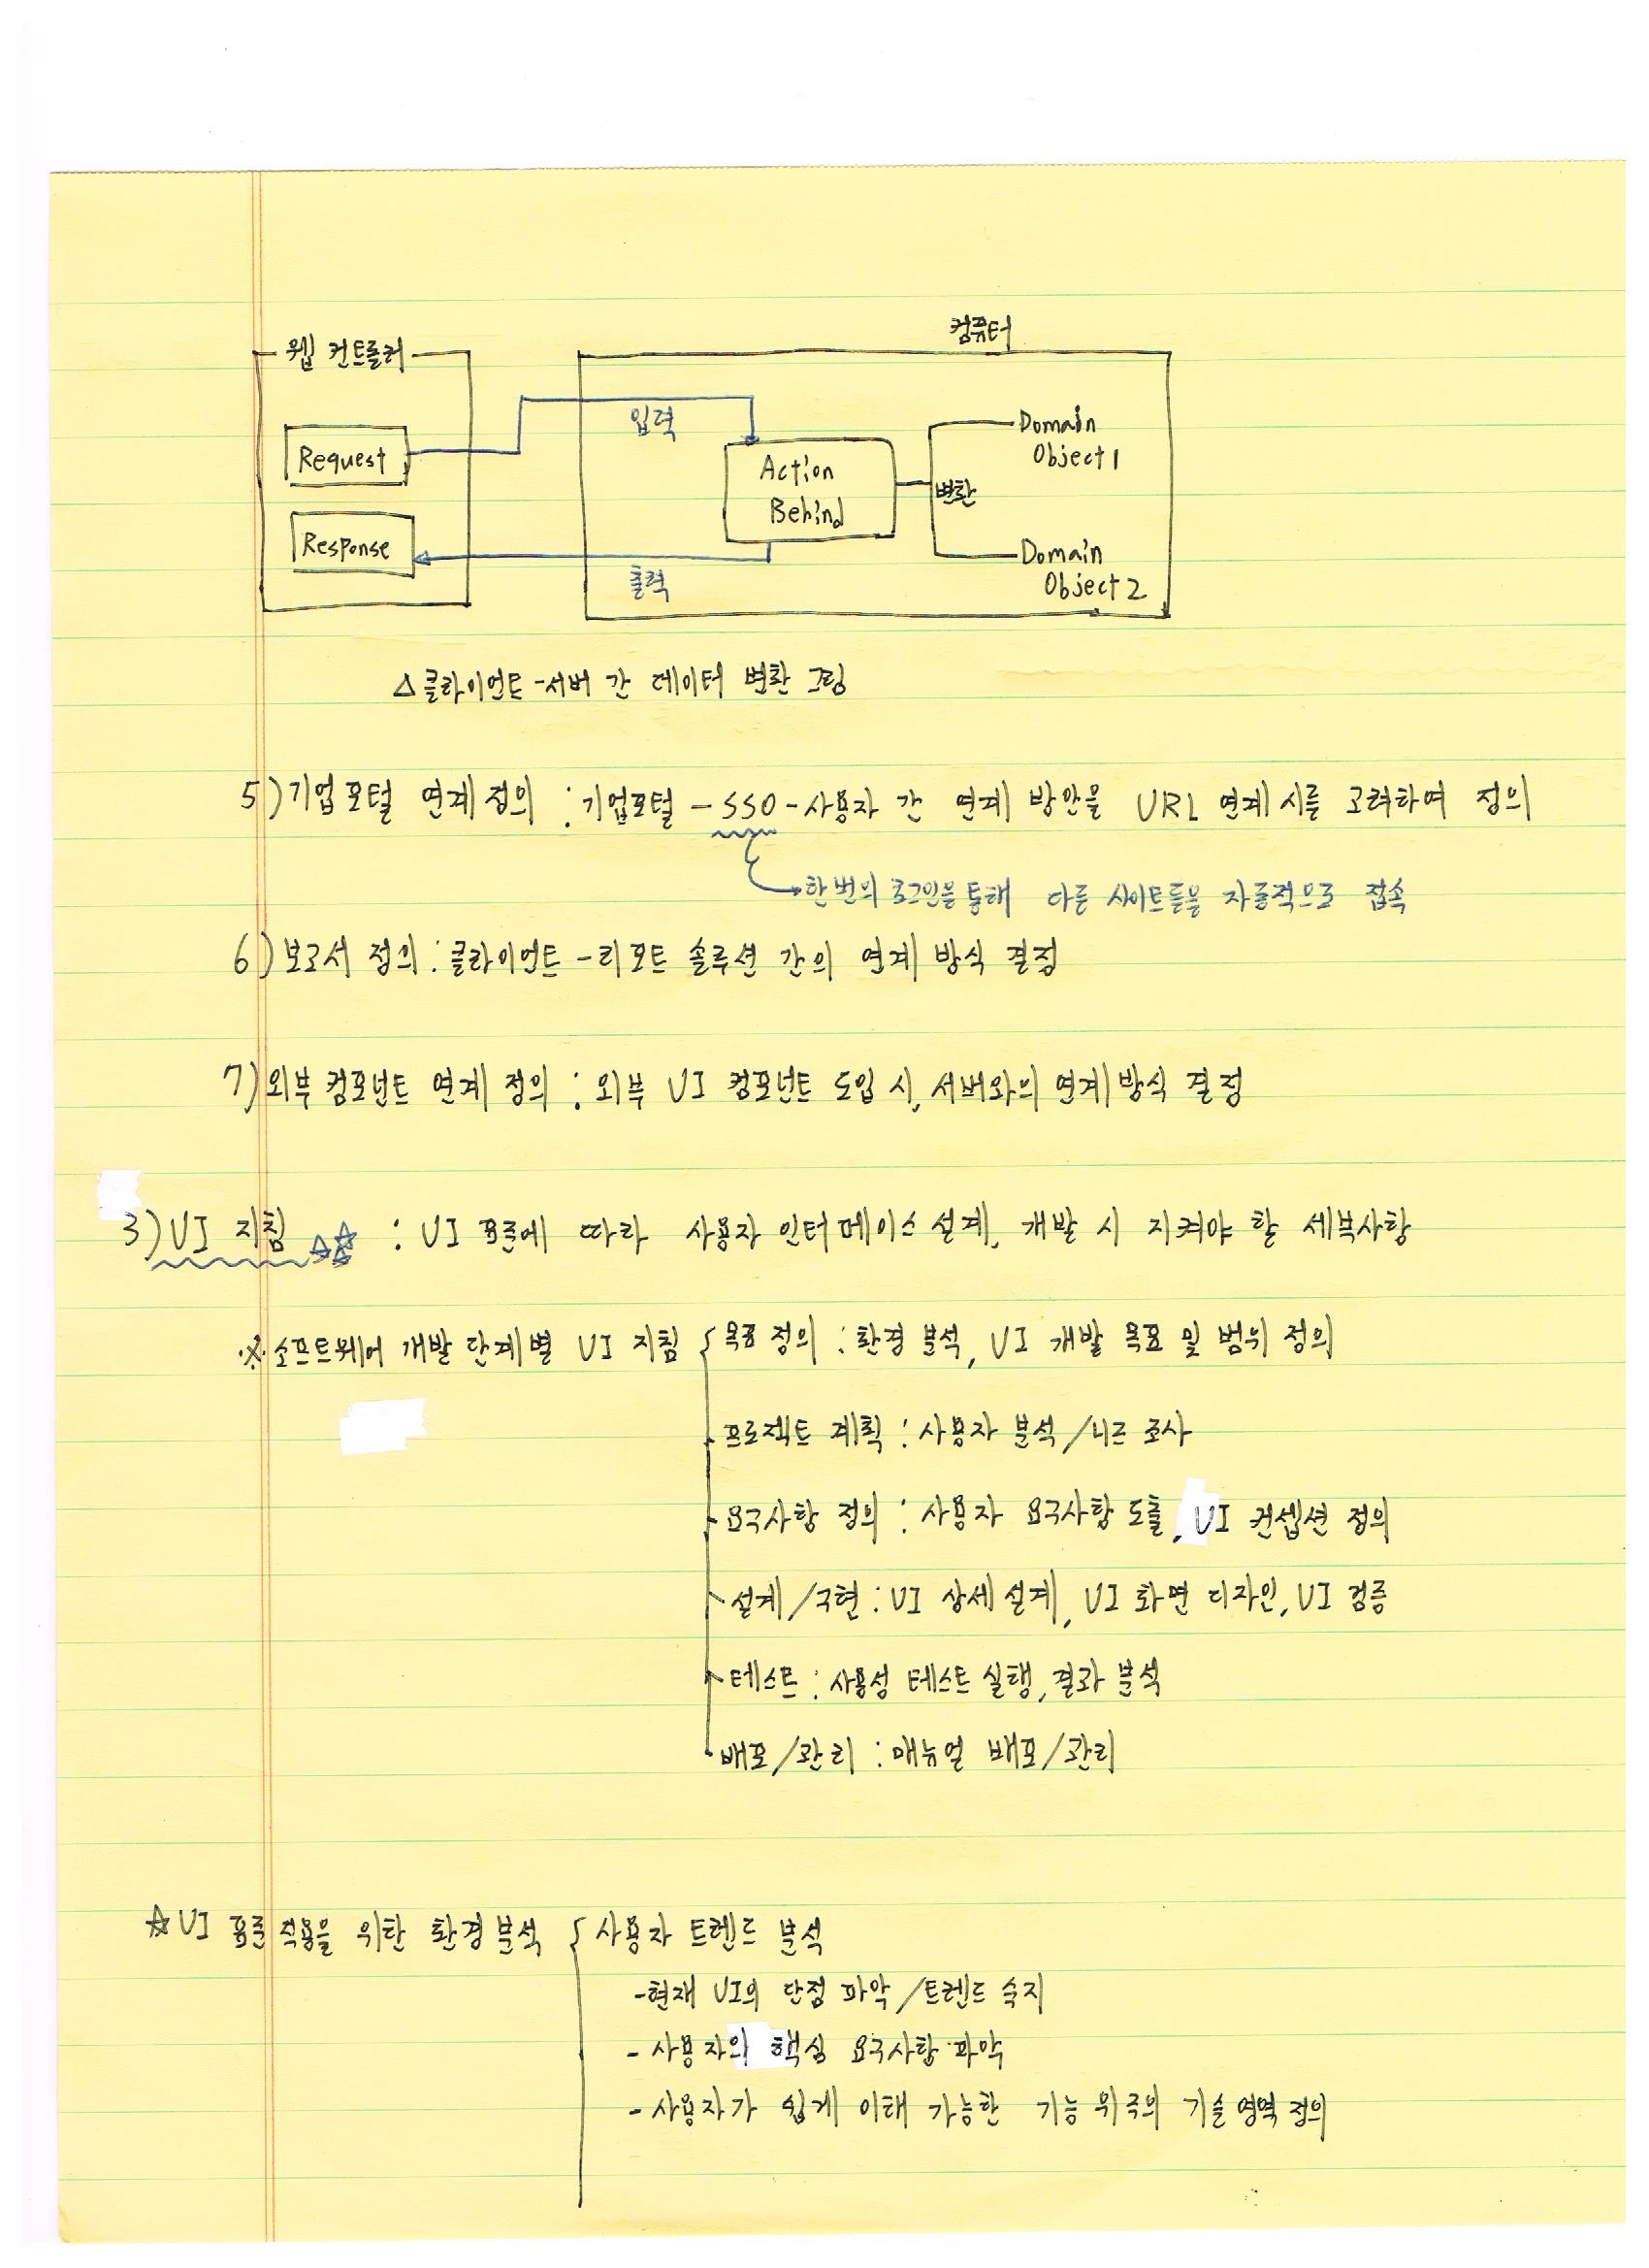 웹 컨트롤러
컴퓨터
입력
Request
Action
Behind
변환
Domain
Object1
Response
출력
Domain
Object2
△클라이언트-서버 간 데이터 변환 그림
5)기업포털 연계 정의 : 기업포털-SSO-사용자 간 연계 방안을 URL 연계 시를 고려하여 정의
→한번의 로그인을 통해 다른 사이트들을 자동적으로 접속
6)보고서 정의 : 클라이언트-리포트 솔루션 간의 연계 방식 결정
7)외부 컴포넌트 연계 정의 : 외부 UI 컴포넌트 도입 시, 서버와의 연계 방식 결정
3)UI 지침 ☆☆☆ : UI 표준에 따라 사용자 인터페이스 설계, 개발 시 지켜야 할 세부사항
※소프트웨어 개발 단계별 UI 지침 { 목표 정의 : 환경 분석, UI 개발 목표 및 범위 정의
프로젝트 계획 : 사용자 분석/니즈 조사
요구사항 정의 : 사용자 요구사항 도출, UI 컨셉션 정의
설계/구현 : UI 상세 설계, UI 화면 디자인, UI 검증
테스트 : 사용성 테스트 실행, 결과 분석
배포/관리 : 매뉴얼 배포/관리
☆UI 표준 적용을 위한 환경 분석 { 사용자 트렌드 분석
-현재 UI의 단점 파악/트렌드 숙지
-사용자의 핵심 요구사항 파악
-사용자가 쉽게 이해 가능한 기능 위주의 기술 영역 정의